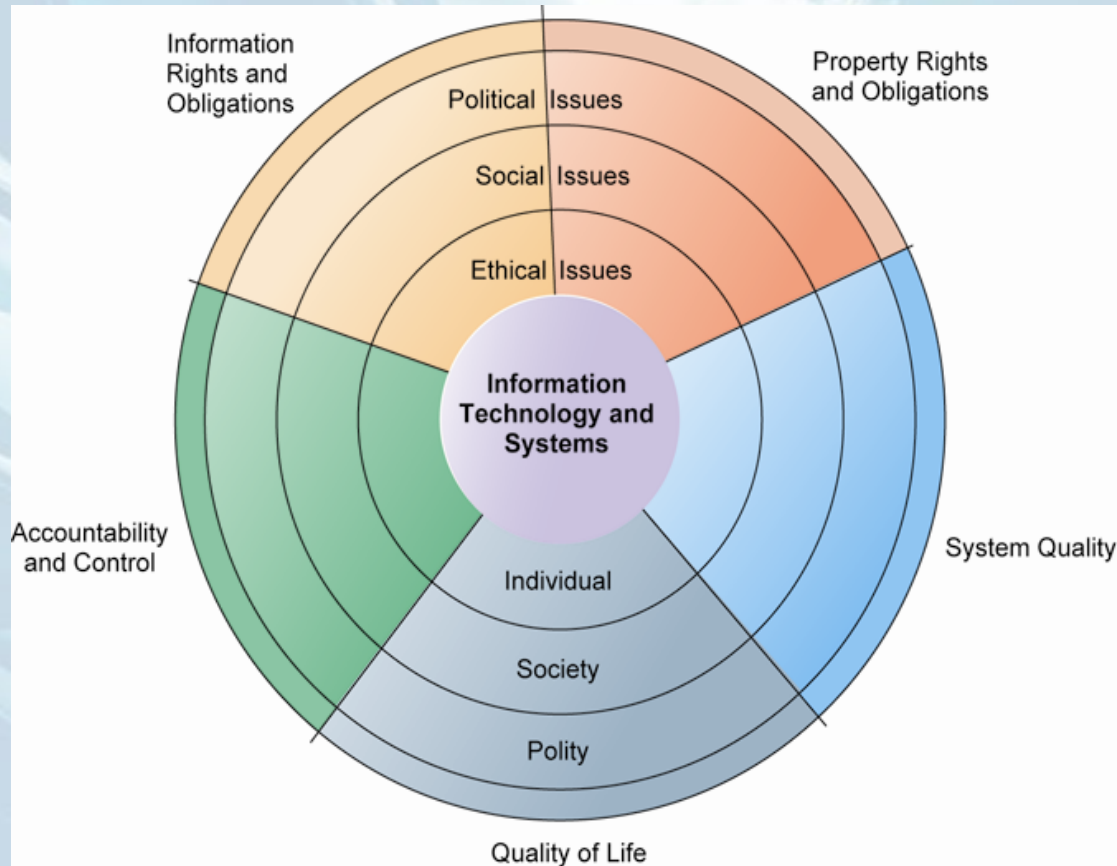 Information
Rights and
Obligations
Property Rights
and Obligations
Political Issues
Social Issues
Ethical Issues
Information
Technology and
Systems
Accountability
and Control
System Quality
Individual
Society
Polity
Quality of Life